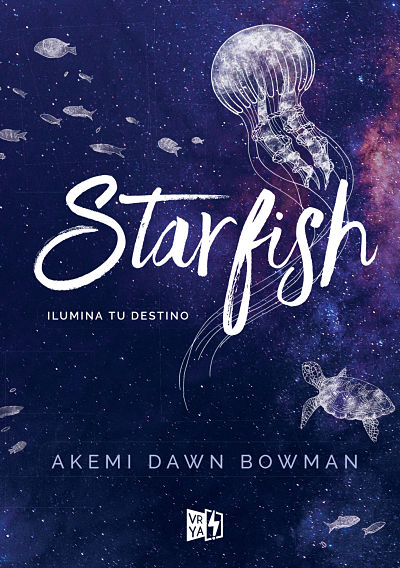 Starfish
ILUMINA TU DESTINO
AKEMI DAWN BOWMAN
VR
YA